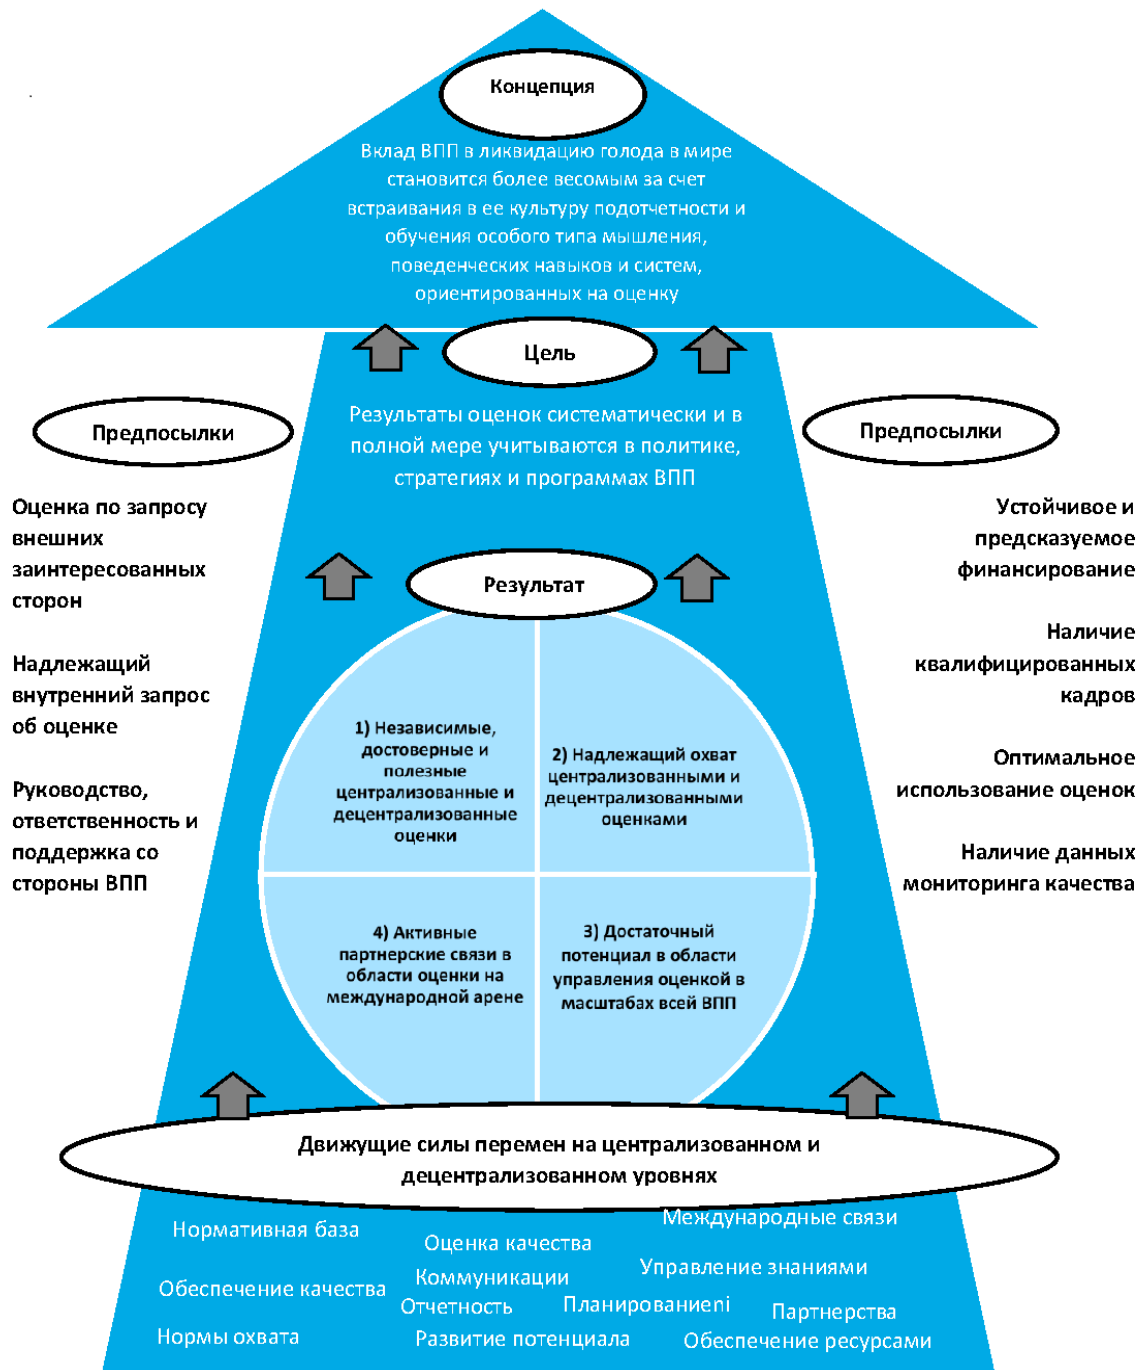 Концепция
Вклад ВПП в ликвидацию голода в мире
становится более весомым за счет
встраивания в ее культуру подотчетности и
обучения особого типа мышления,
поведенческих навыков и систем,
ориентированных на оценку
Цель
Результаты оценок систематически и в
полной мере учитываются в политике,
стратегиях и программах ВПП
Предпосылки
Оценка по запросу
внешних
заинтересованных
сторон
Надлежащий
внутренний запрос
об оценке
Руководство,
ответственность и
поддержка со
стороны ВПП
Предпосылки
Устойчивое и
предсказуемое
финансирование
Наличие
квалифицированных
кадров
Оптимальное
использование оценок
Наличие данных
мониторинга качества
Результат
1) Независимые,
достоверные и
полезные
централизованные и
децентрализованные
оценки
2) Надлежащий охват
централизованными и
децентрализованными
оценками
4) Активные
партнерские связи в
области оценки на
международной арене
3) Достаточный
потенциал в области
управления оценкой в
масштабах всей ВПП
Движущие силы перемен на централизованном и
децентрализованном уровнях
Нормативная база
Оценка качества
Международные связи
Обеспечение качества
Коммуникации
Управление знаниями
Отчетность
Планированиеni
Партнерства
Нормы охвата
Развитие потенциала
Обеспечение ресурсами